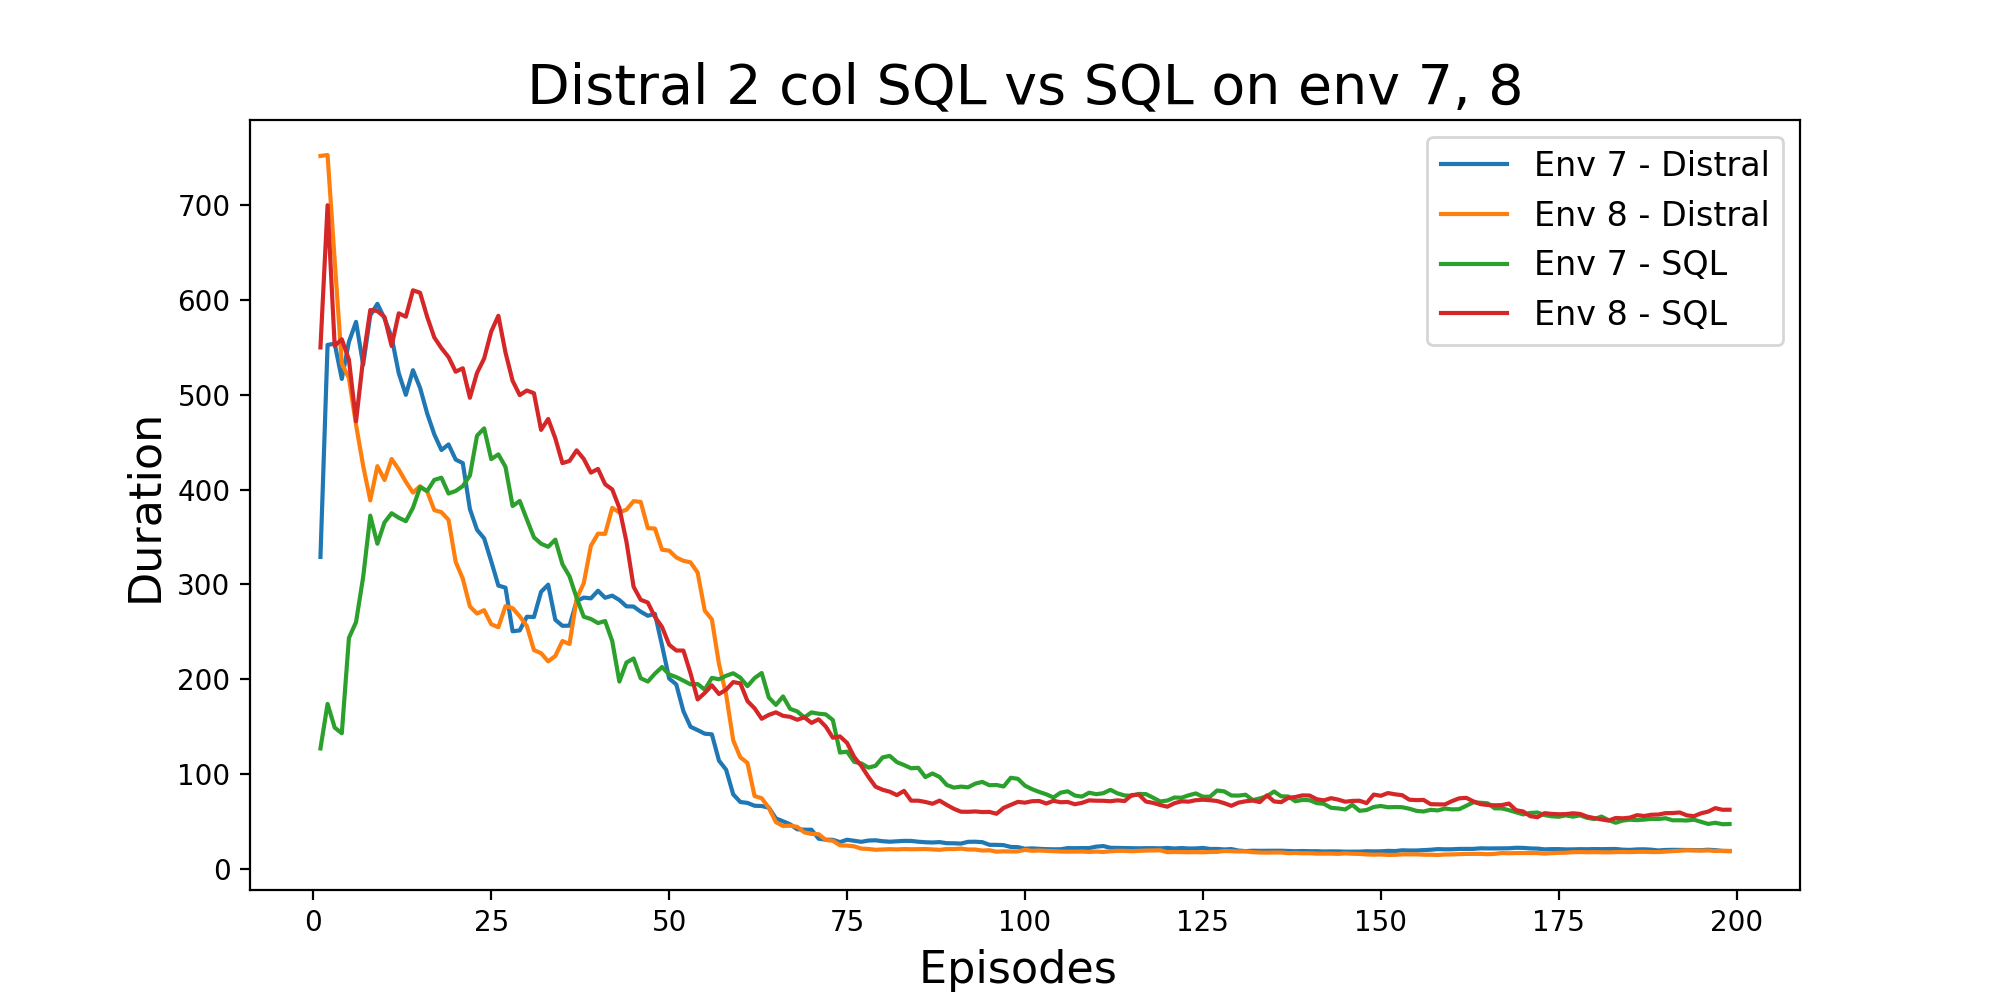 Distral 2 col SQL vs SQL on env 7, 8
Env 7 - Distral
Env 8 - Distral
Env 7 - SQL
Env 8 - SQL
Duration
700
600
500
400
300
200
100
0
0 25 50 75 100 125 150 175 200
Episodes